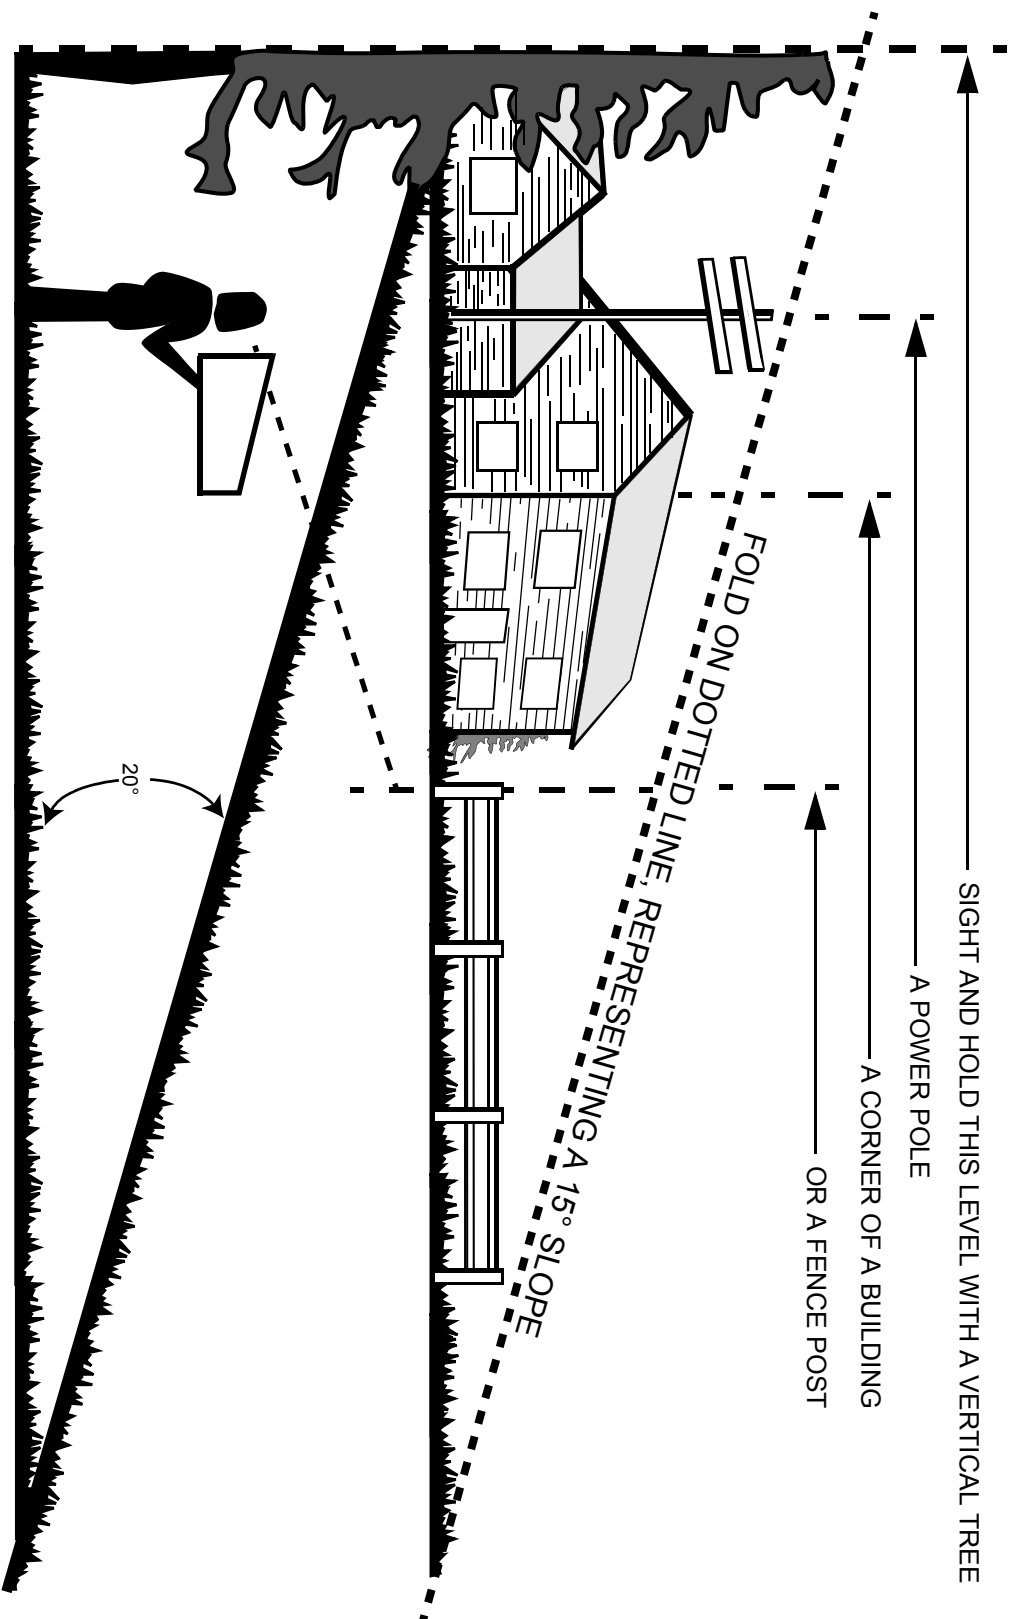 SIGHT AND HOLD THIS LEVEL WITH A VERTICAL TREE
A POWER POLE
A CORNER OF A BUILDING
OR A FENCE POST
FOLD ON DOTTED LINE, REPRESENTING A 15° SLOPE
20°